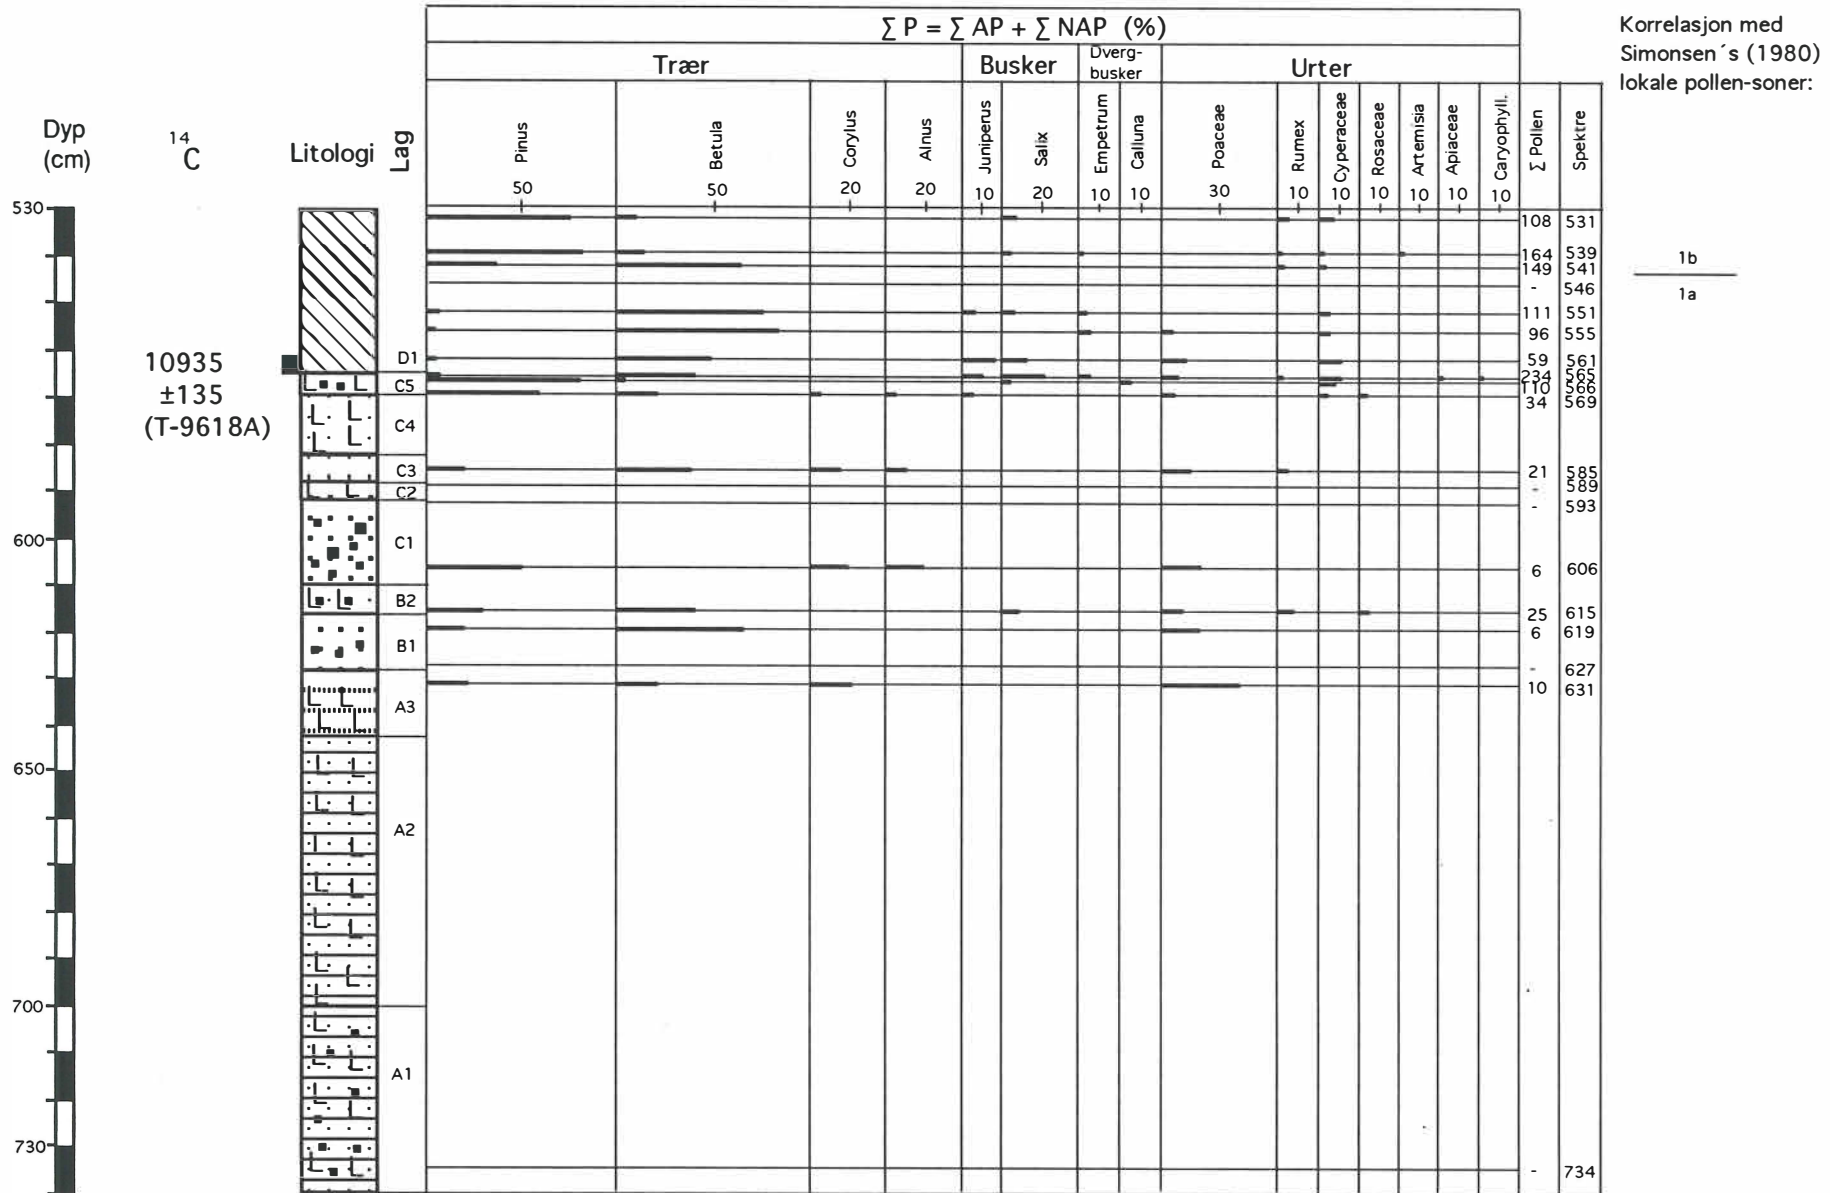 ∑ P = ∑ AP + ∑ NAP (%)
Korrelasjon med
Simonsen´s (1980)
lokale pollen-soner:
Trær
Busker
Dverg-
busker
Urter
Dyp
(cm)
14
C
Litologi
Lag
Pinus
Betula
Corylus
Alnus
Juniperus
Salix
Empetrum
Calluna
Poaceae
Rumex
Cyperaceae
Rosaceae
Artemisia
Apiaceae
Caryophyll.
∑ Pollen
Spektre
50 50 20 20 10 20 10 10 30 10 10 10 10 10 10
530
108 531
164 539
149 541
- 546
1b
1a
111 551
96 555
59 561
234 565
110 566
34 569
21 585
- 589
- 593
6 606
25 615
6 619
- 627
10 631
- 734
10935
±135
(T-9618A)
D1
C5
C4
C3
C2
C1
B2
B1
A3
A2
A1
600
650
700
730